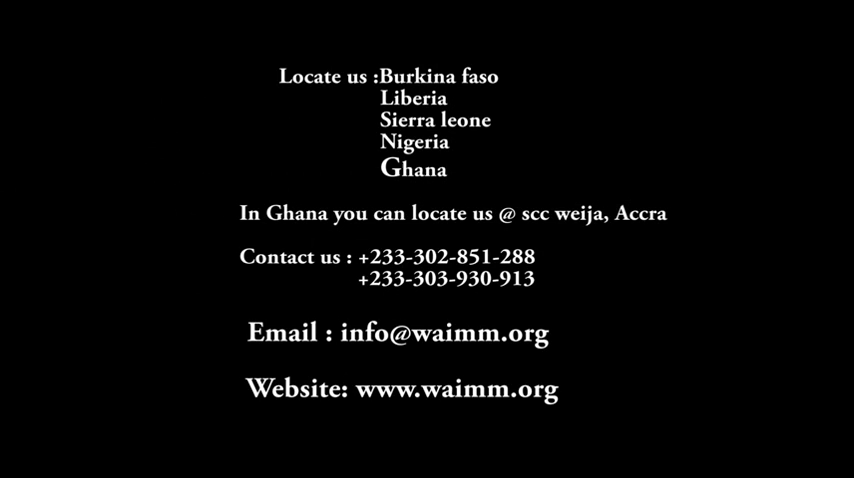 Locate us :Burkina faso
Liberia
Sierra leone
Nigeria
Ghana
In Ghana you can locate us @ scc weija, Accra
Contact us : +233-302-851-288
+233-303-930-913
Email : info@waimm.org
Website: www.waimm.org